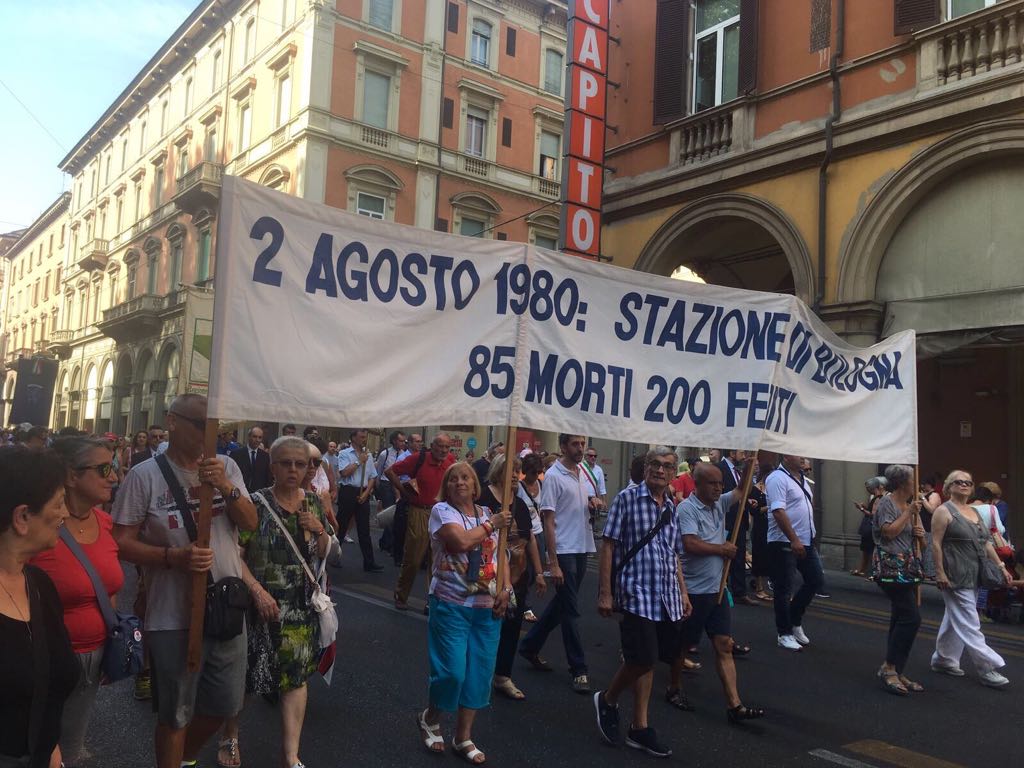 CAPITO
2 AGOSTO 1980: STAZIONE DI BOLOGNA
85 MORTI 200 FERITI